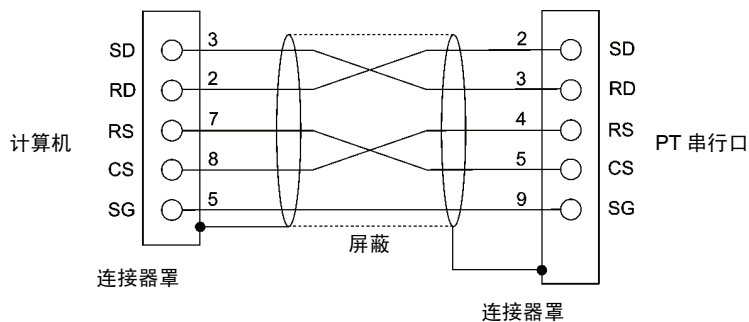 SD 3 2 SD
RD 2 3 RD
RS 7 4 RS
计算机 PT 串行口
CS 8 5 CS
SG 5 9 SG
屏蔽
连接器罩
连接器罩